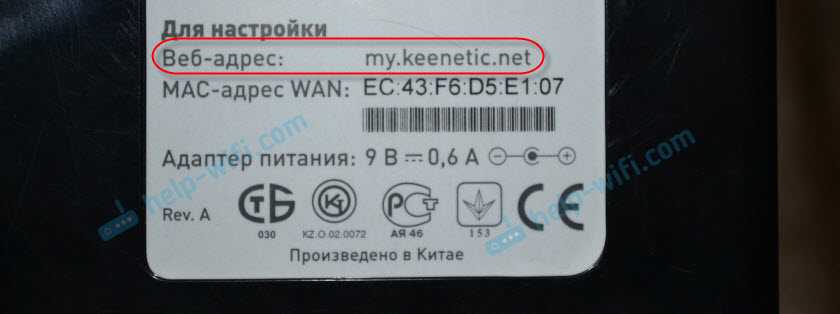 Для настройки
Веб-адрес: my.keenetic.net
MAC-адрес WAN: EC:43:F6:D5:E1:07
Адаптер питания: 9 В 0,6 А
Rev. A
030
KZ.O.02.0072
АЯ 46
153
CE
Произведено в Китае
help-wifi.com
help-wifi.com